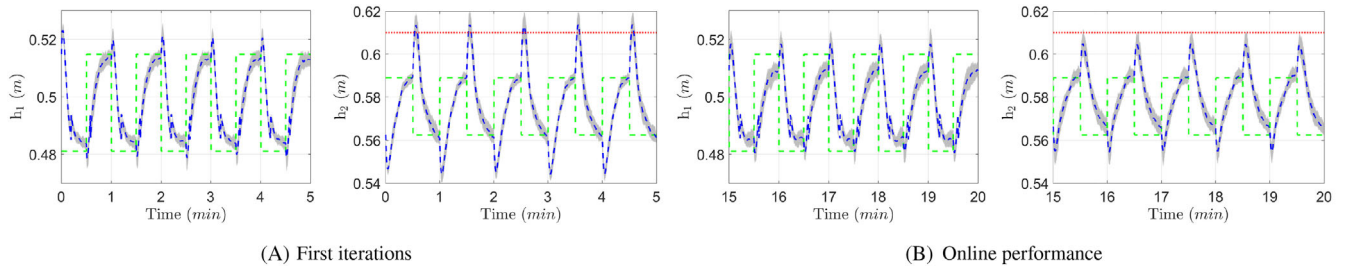 0.52
0.5
0.48
h1 (m)
0 1 2 3 4 5
Time (min)
0.62
0.6
0.58
0.56
0.54
h2 (m)
0 1 2 3 4 5
Time (min)
(A) First iterations
0.52
0.5
0.48
h1 (m)
15 16 17 18 19 20
Time (min)
0.62
0.6
0.58
0.56
0.54
h2 (m)
15 16 17 18 19 20
Time (min)
(B) Online performance